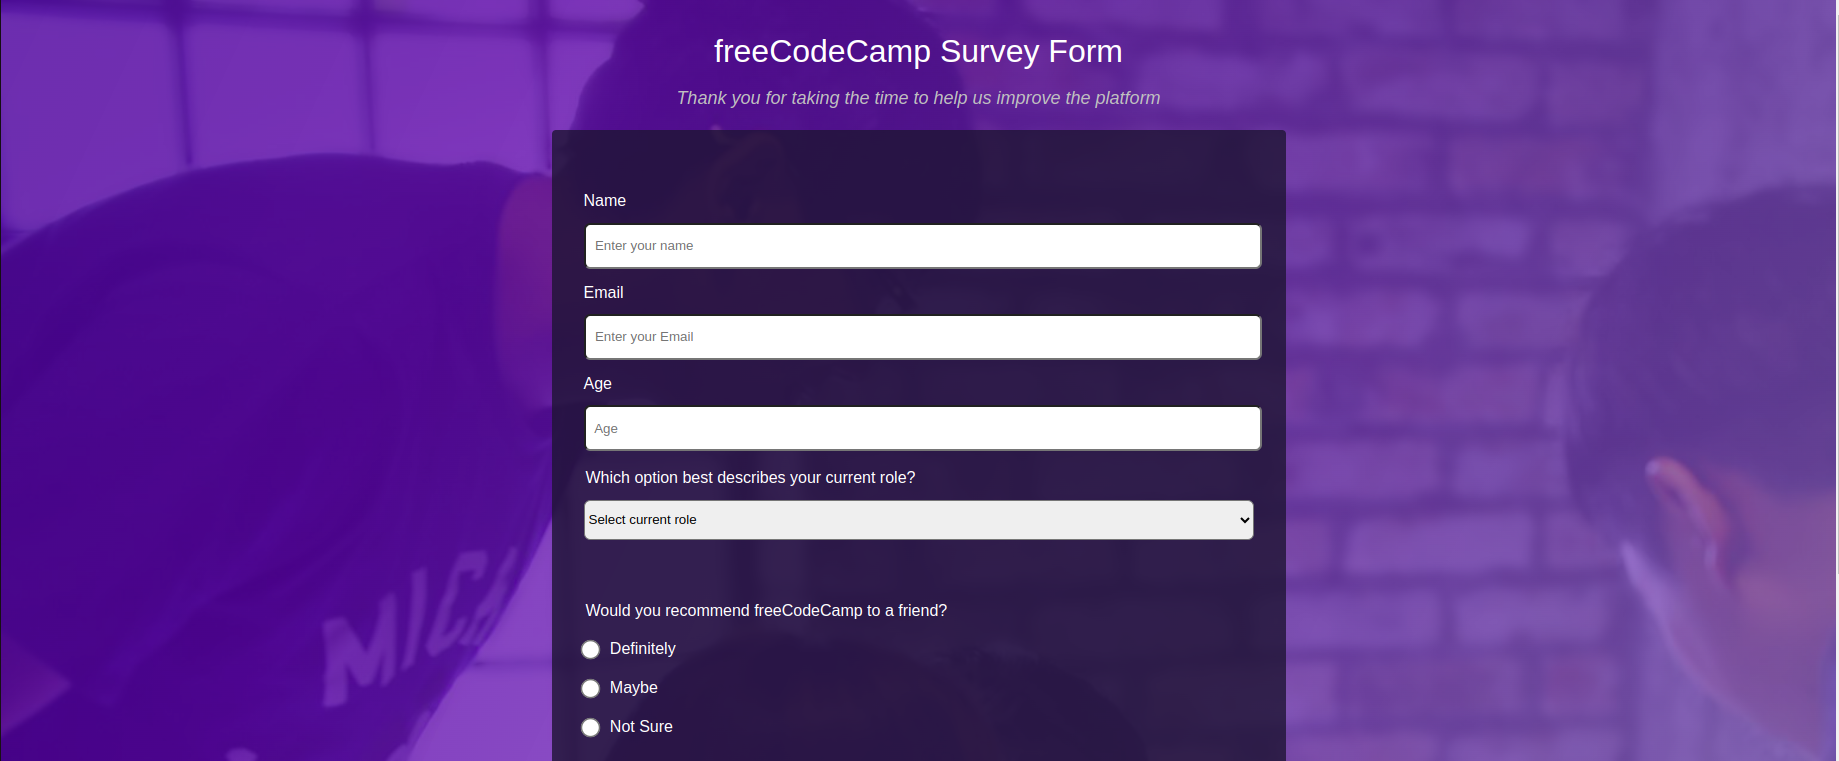 freeCodeCamp Survey Form
Thank you for taking the time to help us improve the platform
Name
Enter your name
Email
Enter your Email
Age
Age
Which option best describes your current role?
Select current role
MICH
Would you recommend freeCodeCamp to a friend?
Definitely
Maybe
Not Sure